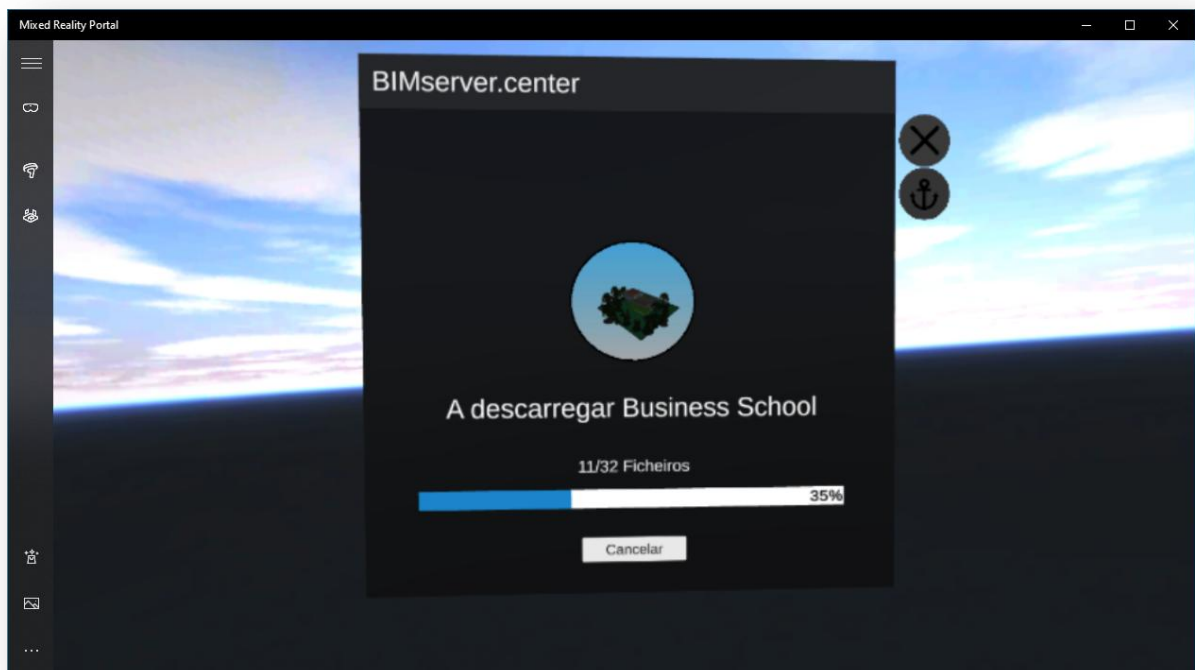 Mixed Reality Portal
BIMserver.center
A descarregar Business School
11/32 Ficheiros
35%
Cancelar